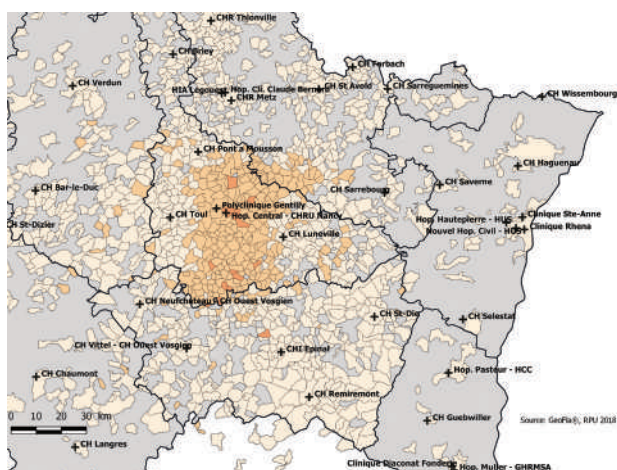 CHR Thionville
CH Briey
CH Forbach
CH Verdun
HIA Legouest
Hop. Cli. Claude Bernard
CH St Avold
CH Sarreguemines
CHR Metz
CH Wissembourg
CH Pont a Mousson
CH Haguenau
CH Bar-le-Duc
CH Sarrebourg
CH Saverne
Polyclinique Gentilly
CH St-Dizier
CH Toul
Hop. Central - CHRU Nancy
Hop. Hautepierre - HUS
Clinique Ste-Anne
Nouvel Hop. Civil - HUS
Clinique Rhena
CH Luneville
CH Neufchateau
CH Ouest Vosgien
CH St-Die
CH Selestat
CH Vittel - CH Ouest Vosgien
CHI Epinal
CH Chaumont
Hop. Pasteur - HCC
CH Remiremont
0 10 20 30 km
CH Guebwiller
Source: GeoFla®, RPU 2018
CH Langres
Clinique Diaconat Fonderie
Hop. Muller - GHRMSA